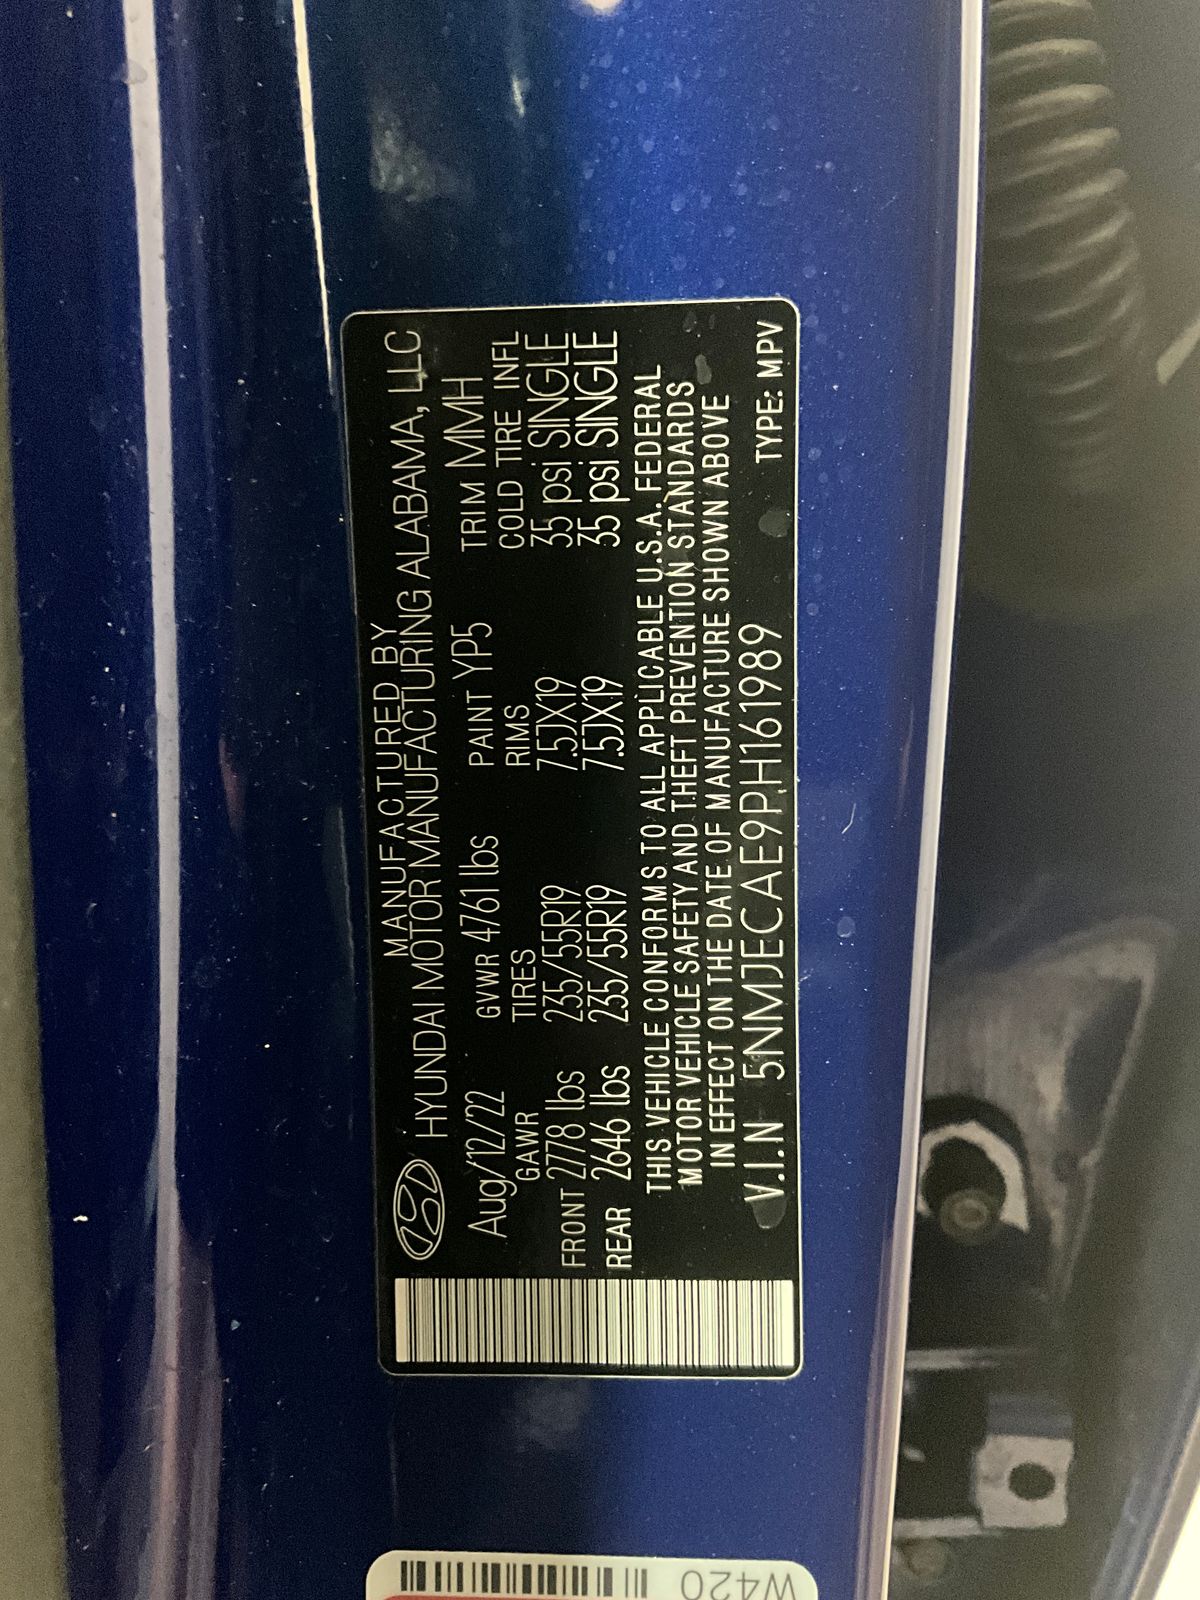 MANUFACTURED BY
HYUNDAI MOTOR MANUFACTURING ALABAMA, LLC
Aug/12/22 GVWR 4761 lbs PAINT YP5 TRIM MMH
GAWR TIRES RIMS COLD TIRE INFL
FRONT 2778 lbs 235/55R19 7.5JX19 35 psi SINGLE
REAR 2646 lbs 235/55R19 7.5JX19 35 psi SINGLE
THIS VEHICLE CONFORMS TO ALL APPLICABLE U.S.A. FEDERAL
MOTOR VEHICLE SAFETY AND THEFT PREVENTION STANDARDS
IN EFFECT ON THE DATE OF MANUFACTURE SHOWN ABOVE
V.I.N 5NMJECAE9PH161989 TYPE: MPV
W420